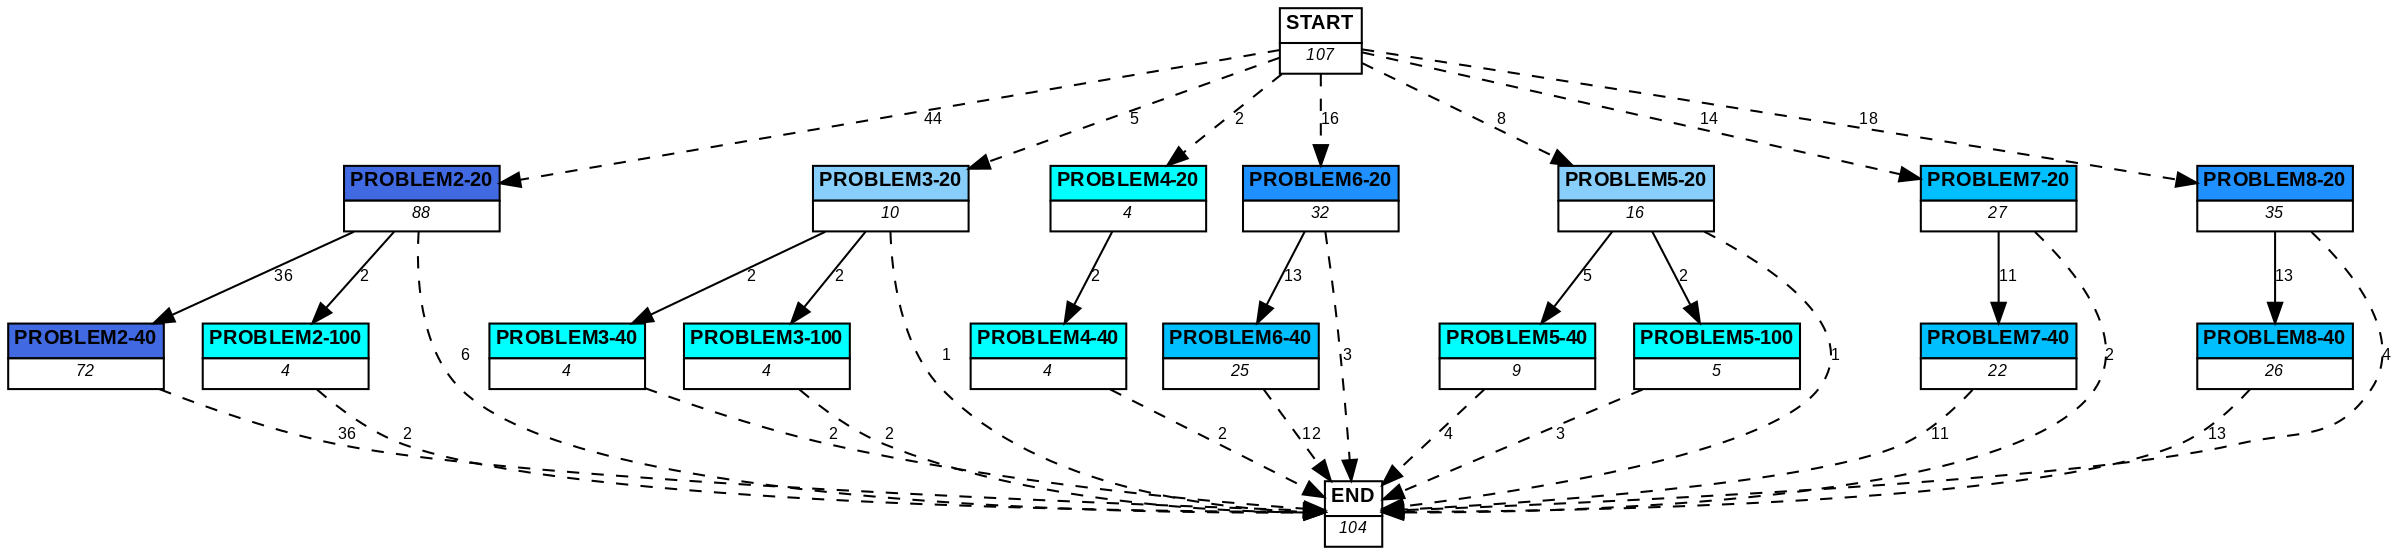 START
107
44
5
2
16
8
14
18
PROBLEM2-20
88
PROBLEM3-20
10
PROBLEM4-20
4
PROBLEM6-20
32
PROBLEM5-20
16
PROBLEM7-20
27
PROBLEM8-20
35
36
2
2
2
2
13
5
2
11
13
PROBLEM2-40
72
PROBLEM2-100
4
6
PROBLEM3-40
4
PROBLEM3-100
4
1
PROBLEM4-40
4
PROBLEM6-40
25
3
PROBLEM5-40
9
PROBLEM5-100
5
1
PROBLEM7-40
22
2
PROBLEM8-40
26
4
36
2
2
2
2
12
4
3
11
13
END
104